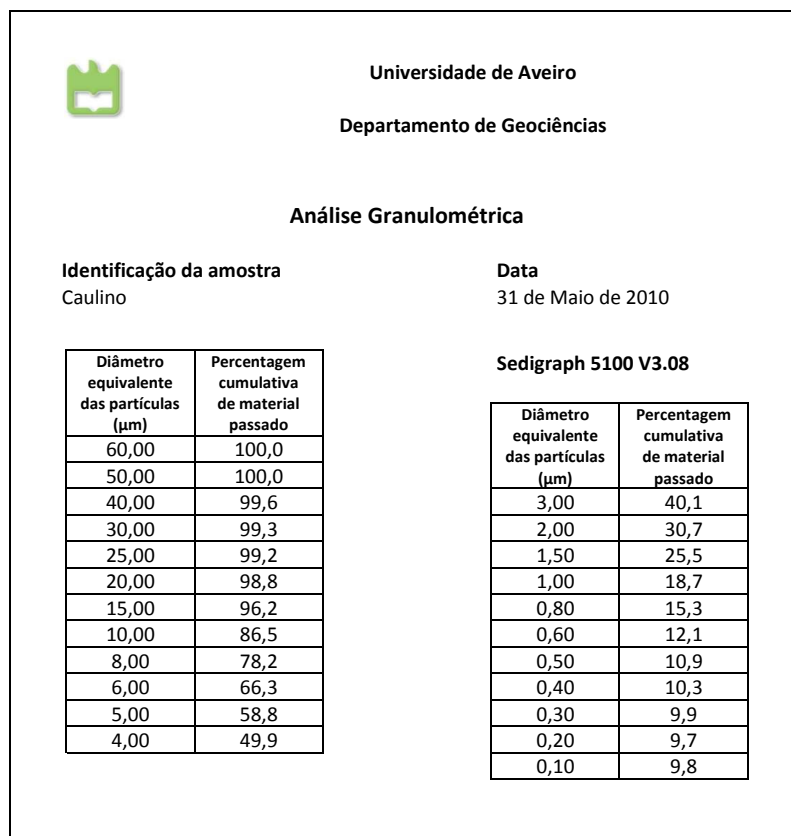 Universidade de Aveiro
Departamento de Geociências
Análise Granulométrica
Identificação da amostra
Caulino
Data
31 de Maio de 2010
Diâmetro
equivalente
das partículas
(µm)
Percentagem
cumulativa
de material
passado
60,00 100,0
50,00 100,0
40,00 99,6
30,00 99,3
25,00 99,2
20,00 98,8
15,00 96,2
10,00 86,5
8,00 78,2
6,00 66,3
5,00 58,8
4,00 49,9
Sedigraph 5100 V3.08
Diâmetro
equivalente
das partículas
(µm)
Percentagem
cumulativa
de material
passado
3,00 40,1
2,00 30,7
1,50 25,5
1,00 18,7
0,80 15,3
0,60 12,1
0,50 10,9
0,40 10,3
0,30 9,9
0,20 9,7
0,10 9,8